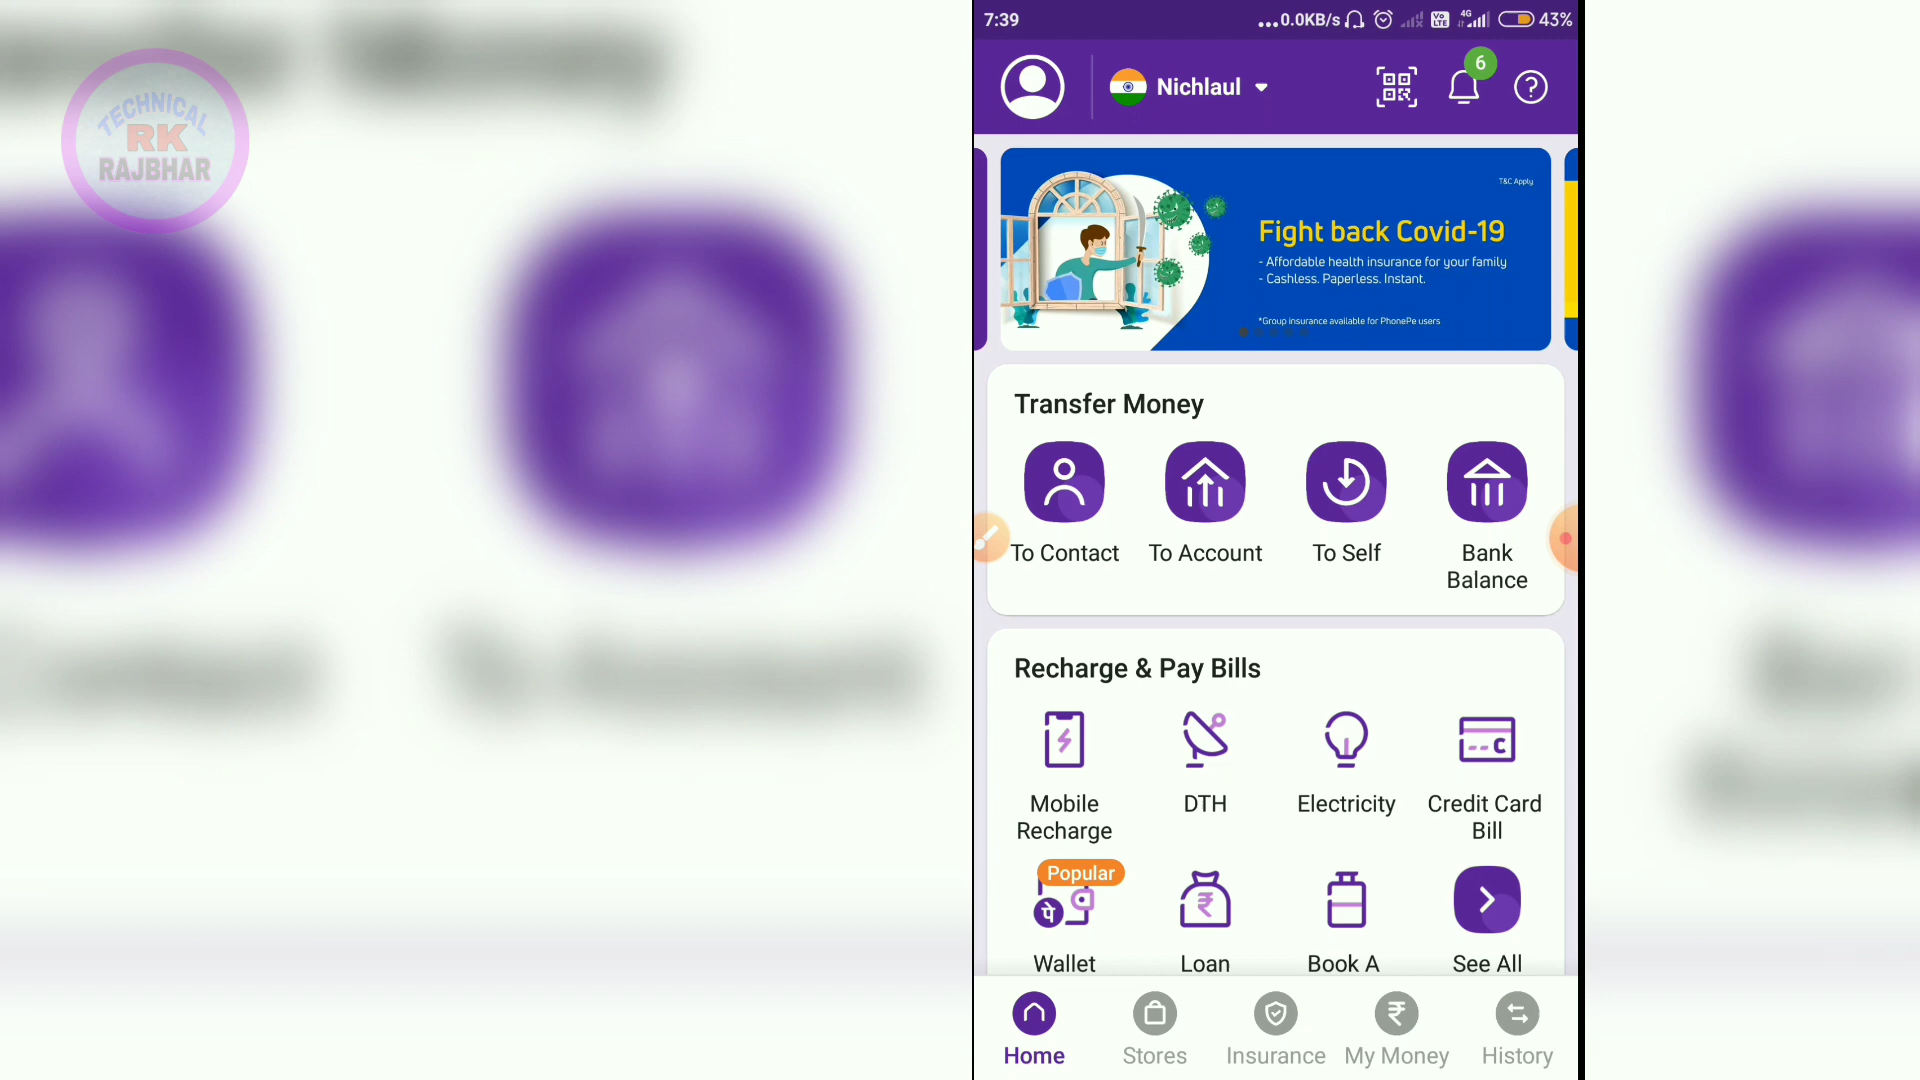 TECHNICAL
RK
RAJBHAR
7:39
...0.0KB/s
Vo
LTE
4G
43%
Nichlaul
6
T&C Apply
Fight back Covid-19
- Affordable health insurance for your family
- Cashless. Paperless. Instant.
*Group insurance available for PhonePe users
Transfer Money
To Contact
To Account
To Self
Bank
Balance
Recharge & Pay Bills
Mobile
Recharge
DTH
Electricity
Credit Card
Bill
Popular
पे
Wallet
Loan
Book A
See All
Home
Stores
Insurance
My Money
History